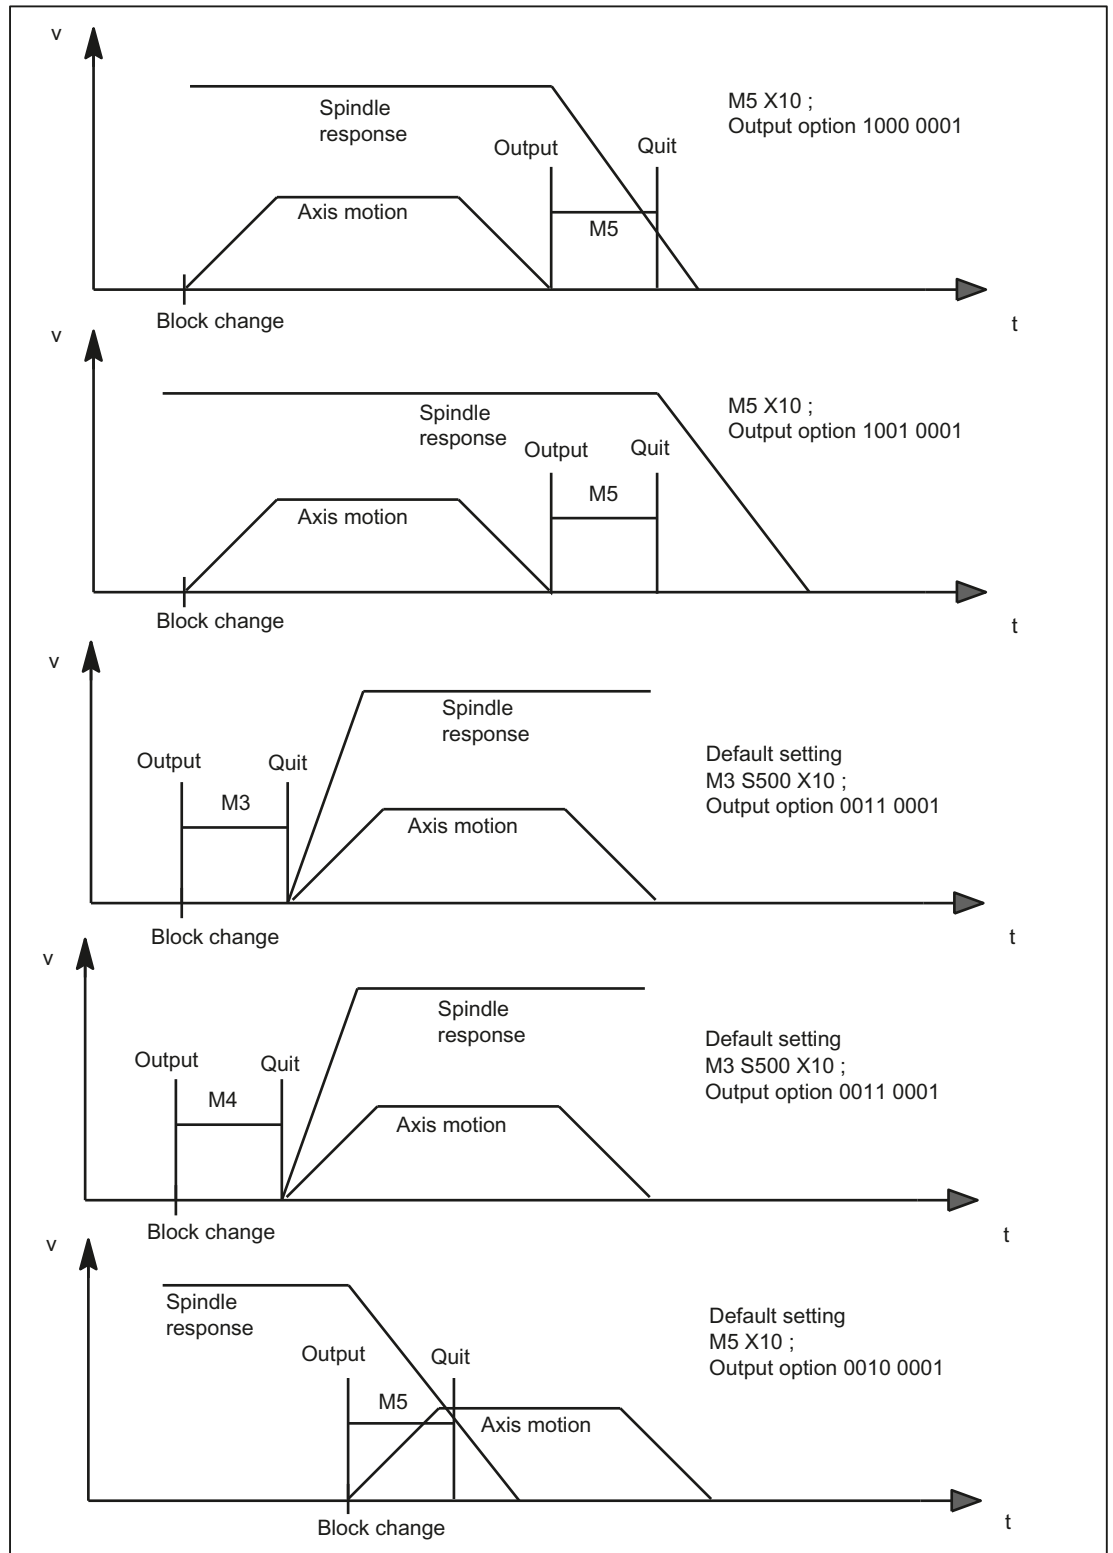 v
Spindle
response
M5 X10 ;
Output option 1000 0001
Output
Quit
Axis motion
M5
Block change
t
v
Spindle
response
M5 X10 ;
Output option 1001 0001
Output
Quit
M5
Axis motion
Block change
t
v
Spindle
response
Output
Quit
Default setting
M3 S500 X10 ;
Output option 0011 0001
M3
Axis motion
Block change
t
v
Spindle
response
Output
Quit
Default setting
M3 S500 X10 ;
Output option 0011 0001
M4
Axis motion
Block change
t
v
Spindle
response
Default setting
M5 X10 ;
Output option 0010 0001
Output
Quit
M5
Axis motion
Block change
t